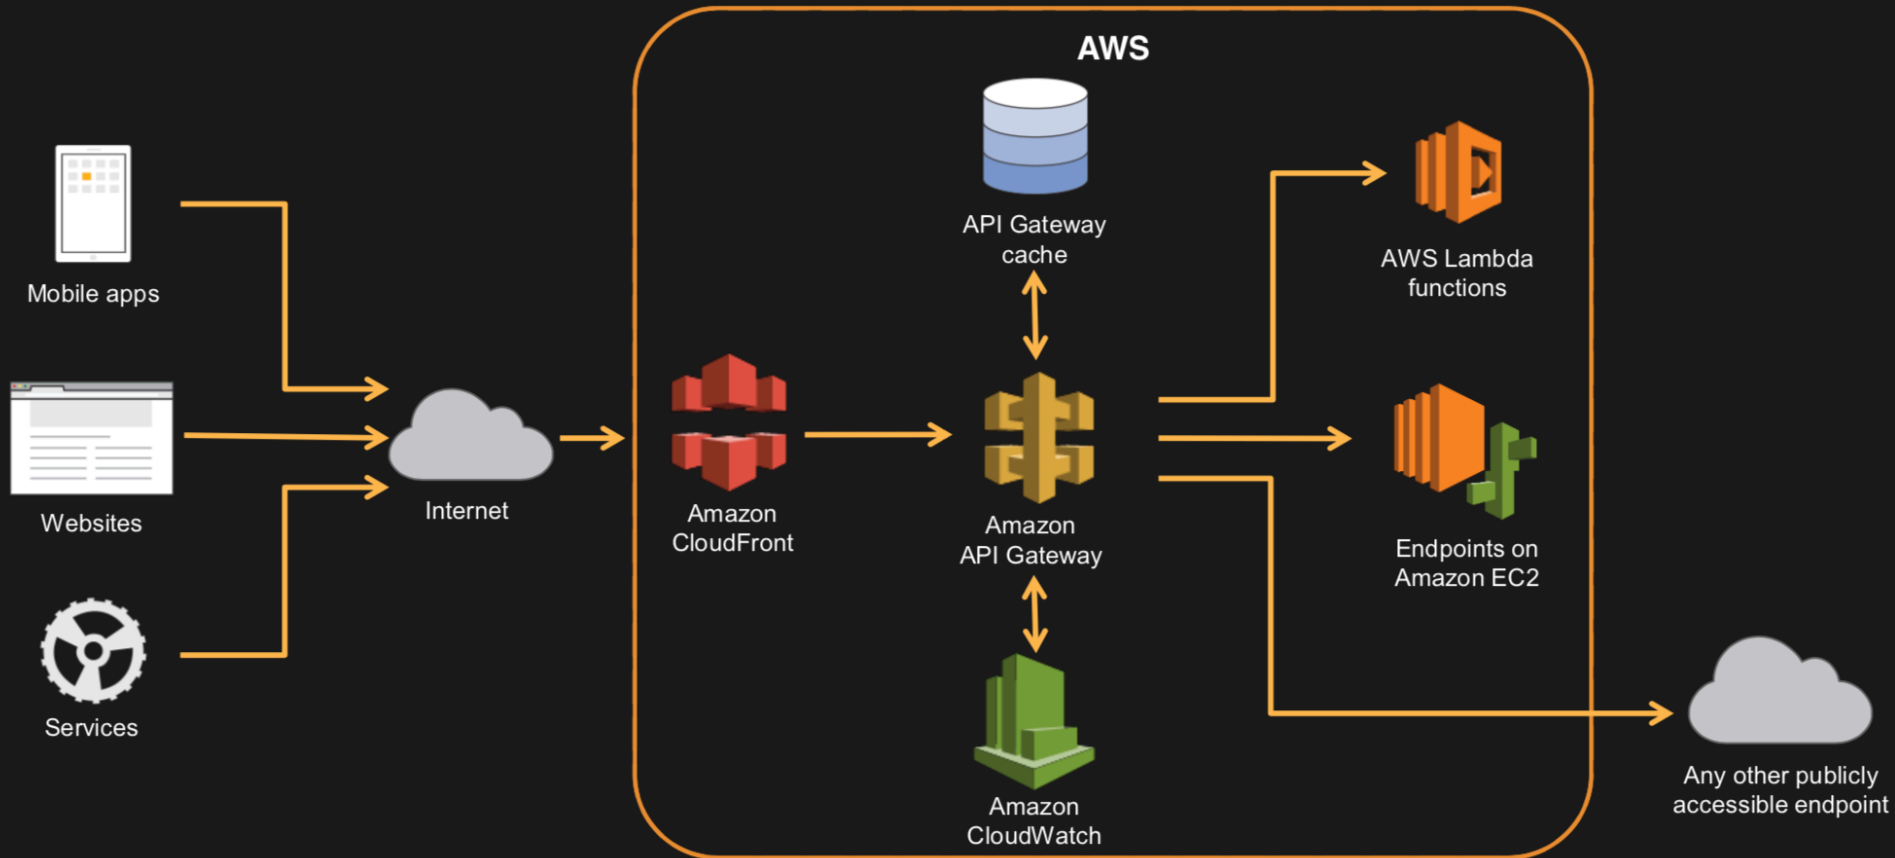 AWS
Mobile apps
Websites
Services
Internet
Amazon
CloudFront
API Gateway
cache
Amazon
API Gateway
Amazon
CloudWatch
AWS Lambda
functions
Endpoints on
Amazon EC2
Any other publicly
accessible endpoint